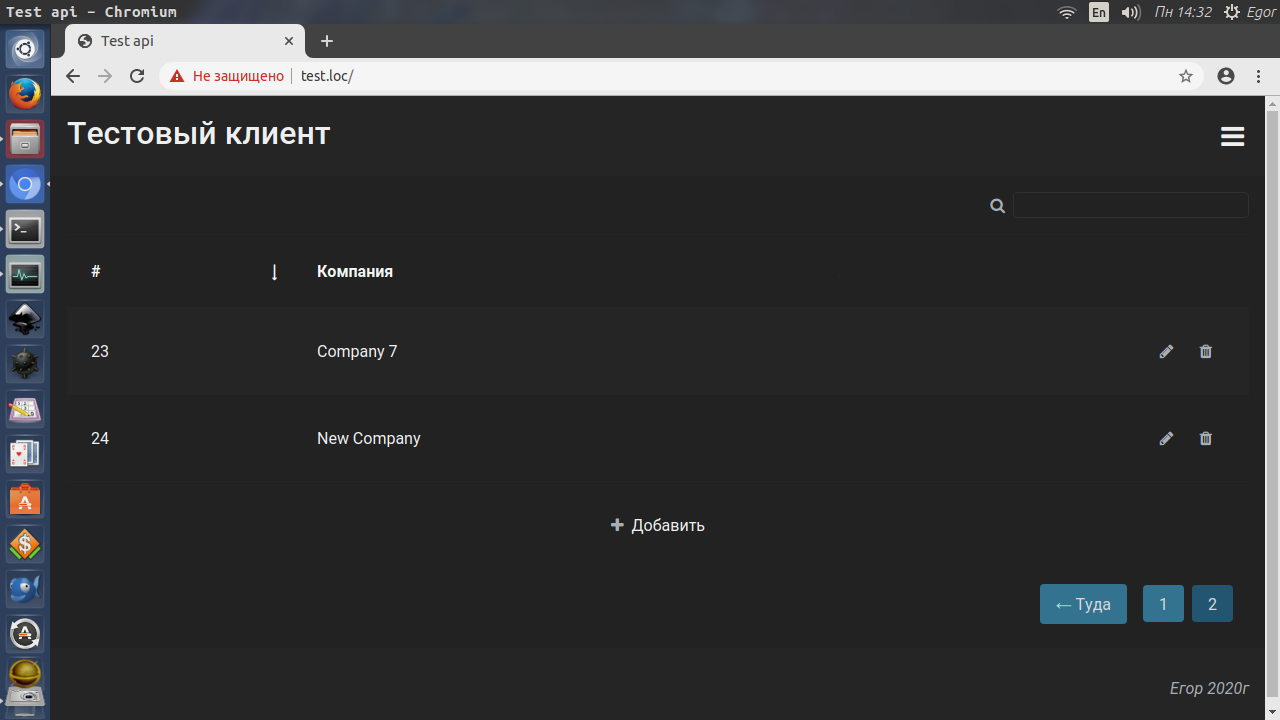 Test api - Chromium
En
Пн 14:32
Egor
Test api
Не защищено
test.loc/
Тестовый клиент
# ↓ Компания
23 Company 7
24 New Company
+ Добавить
← Туда 1 2
Егор 2020г